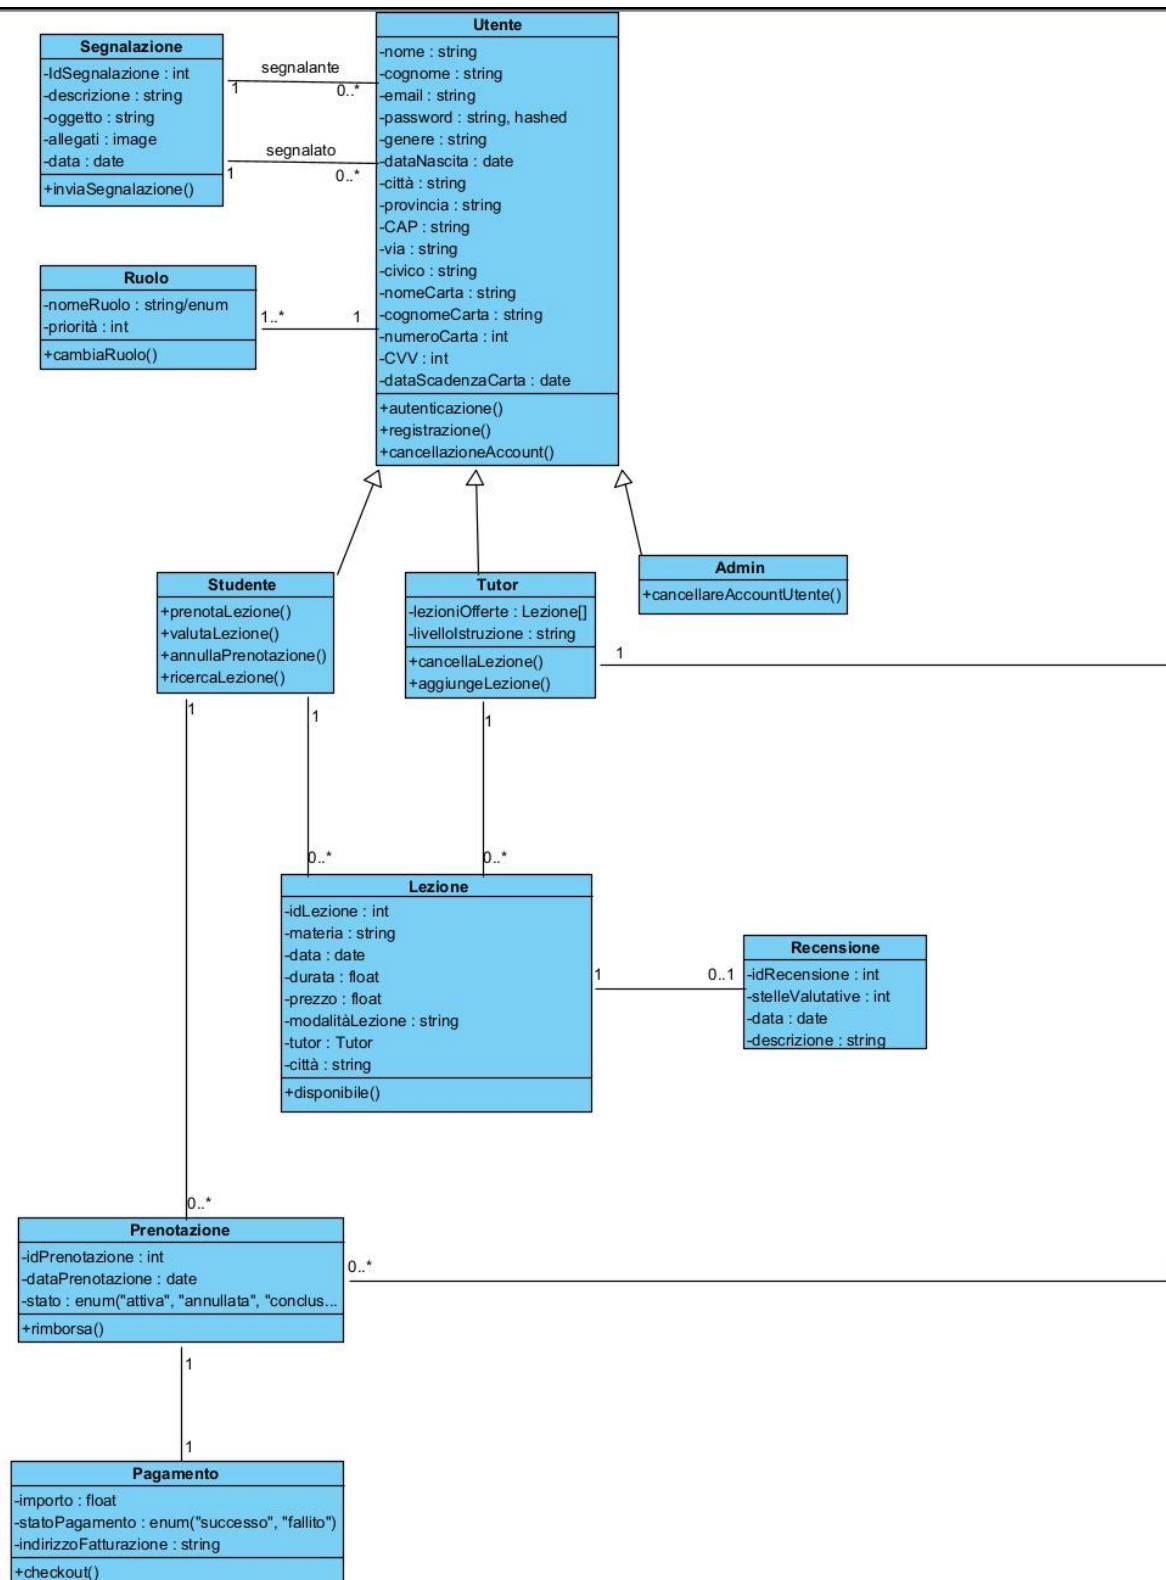 Utente
-nome : string
-cognome : string
-email : string
-password : string, hashed
-genere : string
-dataNascita : date
-città : string
-provincia : string
-CAP : string
-via : string
-civico : string
-nomeCarta : string
-cognomeCarta : string
-numeroCarta : int
-CVV : int
-dataScadenzaCarta : date
+autenticazione()
+registrazione()
+cancellazioneAccount()
Segnalazione
-IdSegnalazione : int
-descrizione : string
-oggetto : string
-allegati : image
-data : date
+inviaSegnalazione()
segnalante
1
0..*
segnalato
1
0..*
Ruolo
-nomeRuolo : string/enum
-priorità : int
+cambiaRuolo()
1..*
1
Studente
+prenotaLezione()
+valutaLezione()
+annullaPrenotazione()
+ricercaLezione()
Tutor
-lezioniOfferte : Lezione[]
-livelloIstruzione : string
+cancellaLezione()
+aggiungeLezione()
Admin
+cancellareAccountUtente()
1
1
1
1
0..*
0..*
Lezione
-idLezione : int
-materia : string
-data : date
-durata : float
-prezzo : float
-modalitàLezione : string
-tutor : Tutor
-città : string
+disponibile()
1
0..1
Recensione
-idRecensione : int
-stelleValutative : int
-data : date
-descrizione : string
0..*
Prenotazione
-idPrenotazione : int
-dataPrenotazione : date
-stato : enum("attiva", "annullata", "conclus...
+rimborsa()
0..*
1
1
Pagamento
-importo : float
-statoPagamento : enum("successo", "fallito")
-indirizzoFatturazione : string
+checkout()